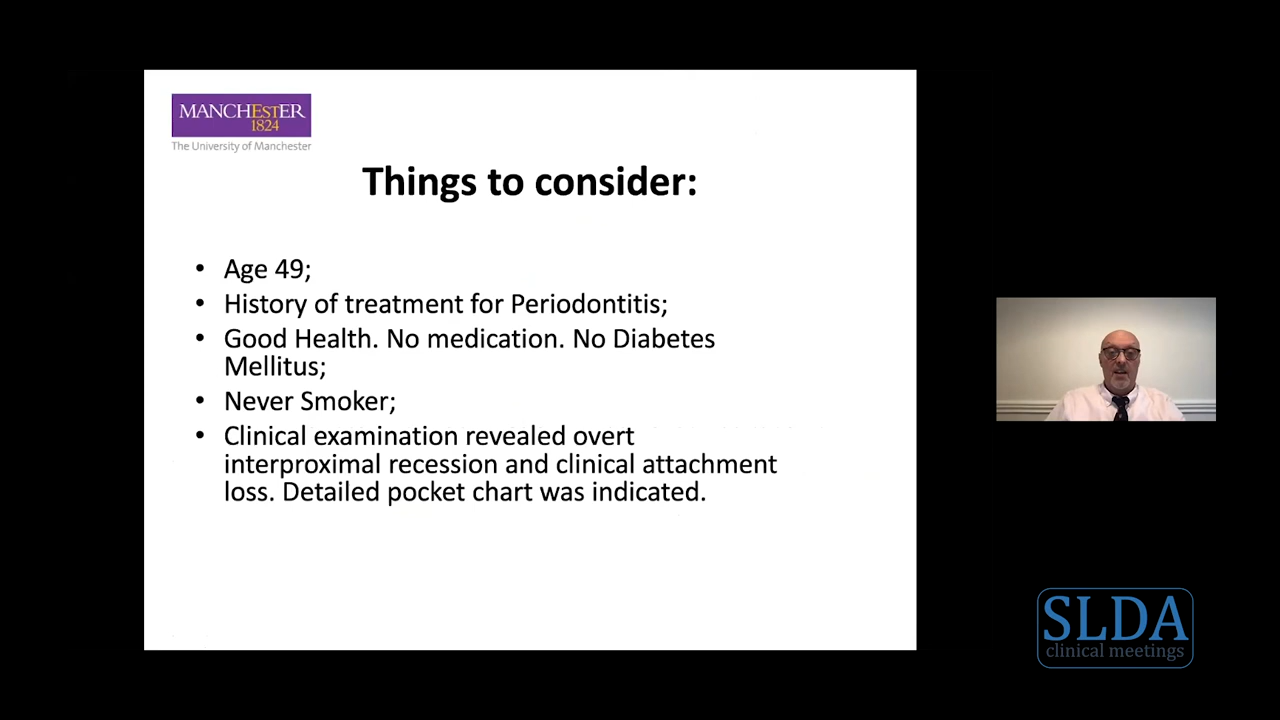 MANCHESTER
1824
The University of Manchester
Things to consider:
• Age 49;
• History of treatment for Periodontitis;
• Good Health. No medication. No Diabetes
Mellitus;
• Never Smoker;
• Clinical examination revealed overt
interproximal recession and clinical attachment
loss. Detailed pocket chart was indicated.
SLDA
clinical meetings